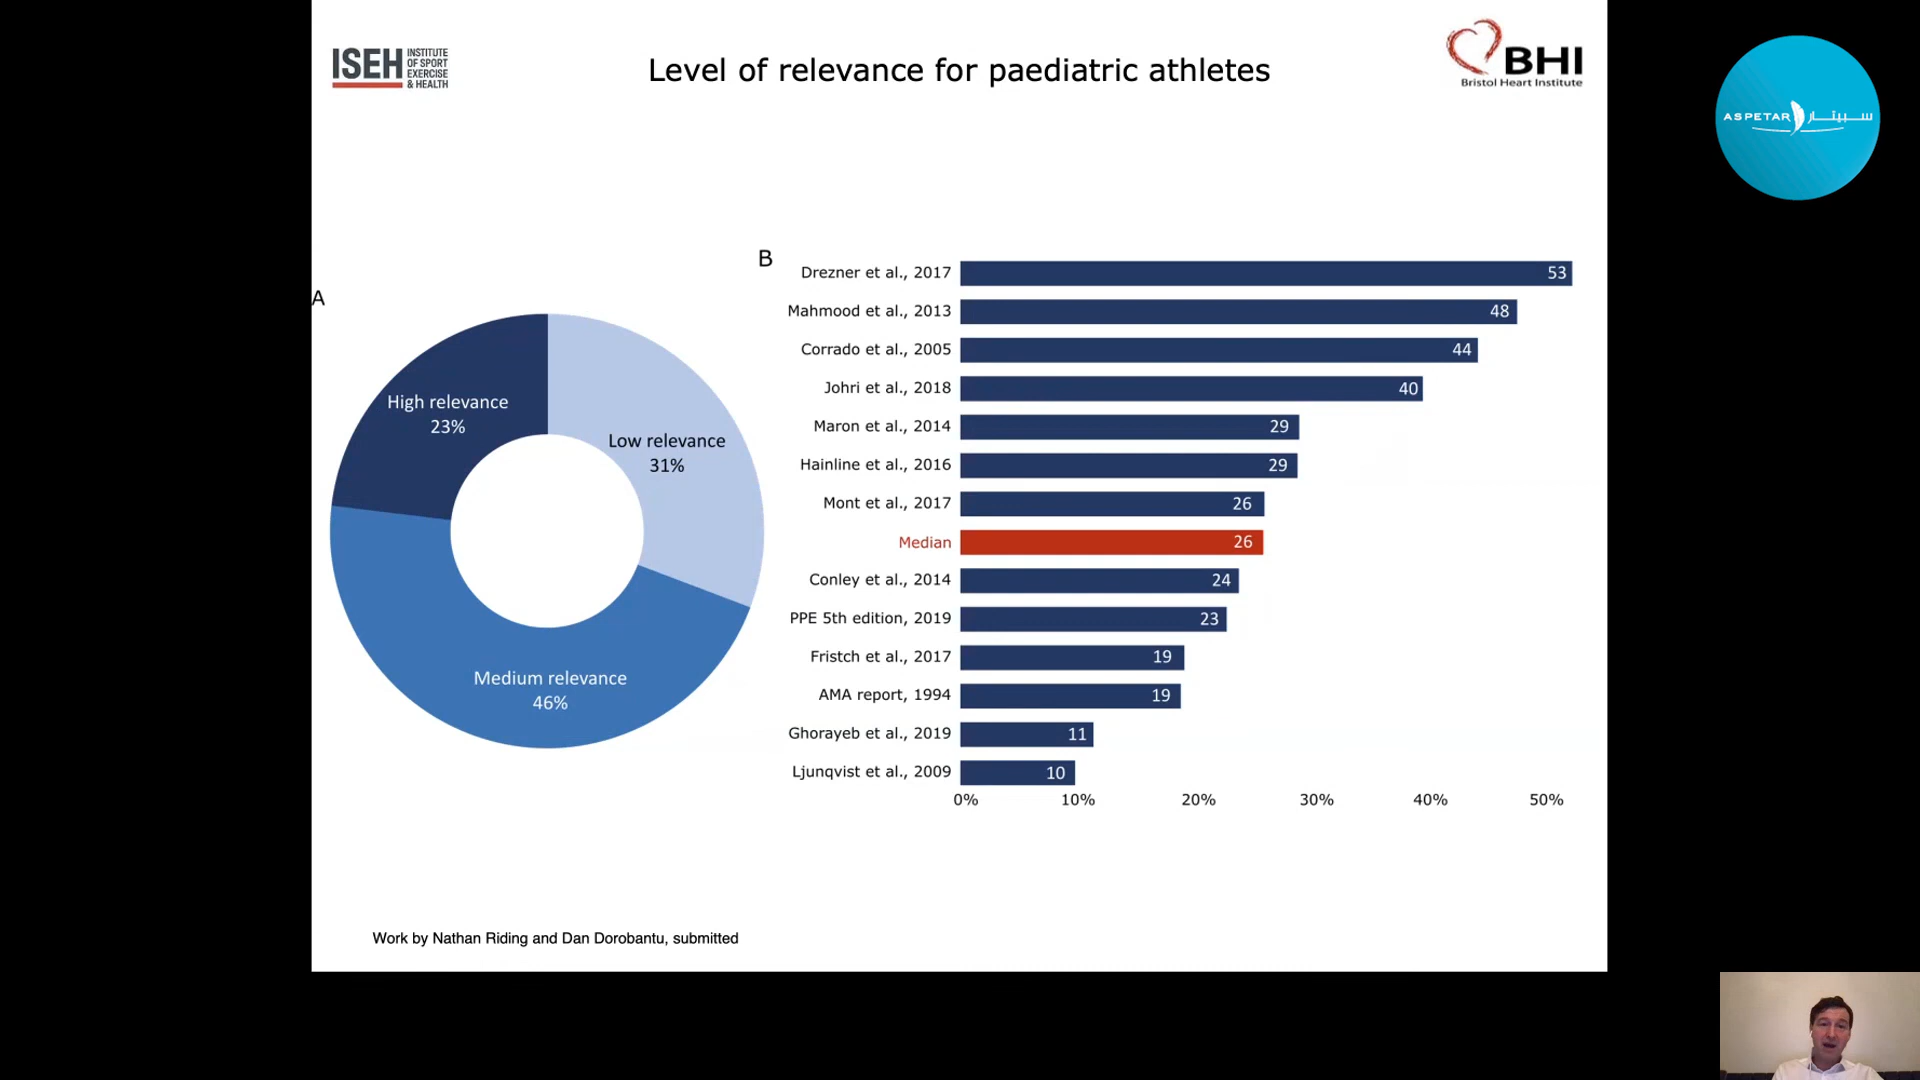 ISEH INSTITUTE
OF SPORT
EXERCISE
& HEALTH
Level of relevance for paediatric athletes
BHI
Bristol Heart Institute
ASPETAR سبيتار
A
High relevance
23%
Low relevance
31%
Medium relevance
46%
B
Drezner et al., 2017 53
Mahmood et al., 2013 48
Corrado et al., 2005 44
Johri et al., 2018 40
Maron et al., 2014 29
Hainline et al., 2016 29
Mont et al., 2017 26
Median 26
Conley et al., 2014 24
PPE 5th edition, 2019 23
Fristch et al., 2017 19
AMA report, 1994 19
Ghorayeb et al., 2019 11
Ljunqvist et al., 2009 10
0% 10% 20% 30% 40% 50%
Work by Nathan Riding and Dan Dorobantu, submitted